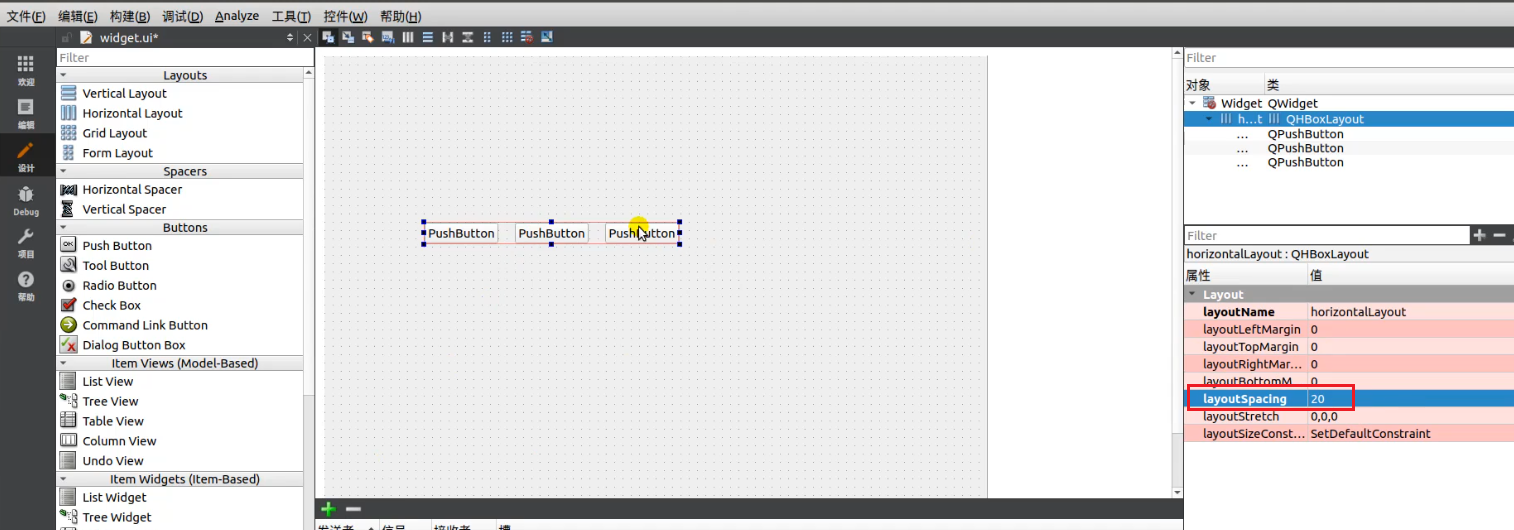 文件(F) 编辑(E) 构建(B) 调试(D) Analyze 工具(T) 控件(W) 帮助(H)
widget.ui*
欢迎
编辑
设计
Debug
项目
帮助
Filter
Layouts
Vertical Layout
Horizontal Layout
Grid Layout
Form Layout
Spacers
Horizontal Spacer
Vertical Spacer
Buttons
Push Button
Tool Button
Radio Button
Check Box
Command Link Button
Dialog Button Box
Item Views (Model-Based)
List View
Tree View
Table View
Column View
Undo View
Item Widgets (Item-Based)
List Widget
Tree Widget
PushButton PushButton PushButton
发送者 信号 接收者 槽
Filter
对象 类
Widget QWidget
h...t QHBoxLayout
... QPushButton
... QPushButton
... QPushButton
Filter
horizontalLayout : QHBoxLayout
属性 值
Layout
layoutName horizontalLayout
layoutLeftMargin 0
layoutTopMargin 0
layoutRightMar... 0
layoutBottomM... 0
layoutSpacing 20
layoutStretch 0,0,0
layoutSizeConst... SetDefaultConstraint